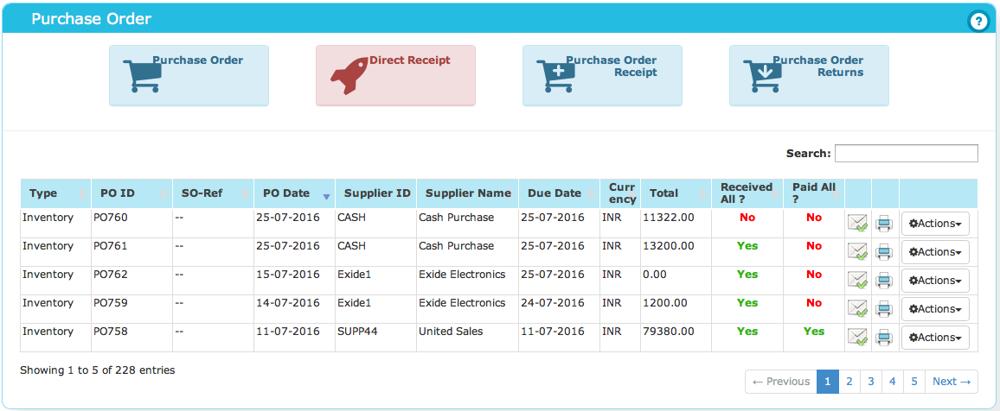 Purchase Order
?
Purchase Order
Direct Receipt
Purchase Order
Receipt
Purchase Order
Returns
Search:
Type PO ID SO-Ref PO Date Supplier ID Supplier Name Due Date Curr
ency Total Received
All ? Paid All
?
Inventory PO760 -- 25-07-2016 CASH Cash Purchase 25-07-2016 INR 11322.00 No No Actions
Inventory PO761 -- 25-07-2016 CASH Cash Purchase 25-07-2016 INR 13200.00 Yes No Actions
Inventory PO762 -- 15-07-2016 Exide1 Exide Electronics 25-07-2016 INR 0.00 Yes No Actions
Inventory PO759 -- 14-07-2016 Exide1 Exide Electronics 24-07-2016 INR 1200.00 Yes No Actions
Inventory PO758 -- 11-07-2016 SUPP44 United Sales 11-07-2016 INR 79380.00 Yes Yes Actions
Showing 1 to 5 of 228 entries
← Previous 1 2 3 4 5 Next →